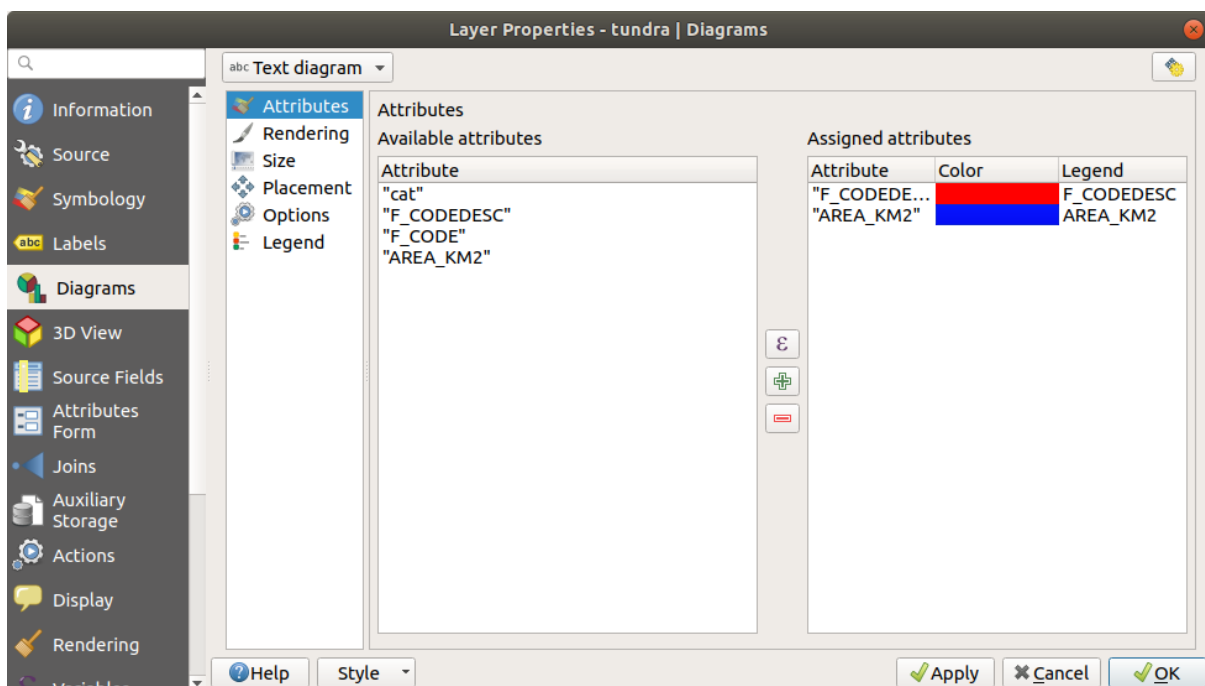 Layer Properties - tundra | Diagrams
abc Text diagram
Information
Source
Symbology
abc Labels
Diagrams
3D View
Source Fields
Attributes
Form
Joins
Auxiliary
Storage
Actions
Display
Rendering
Attributes
Rendering
Size
Placement
Options
Legend
Attributes
Available attributes
Attribute
"cat"
"F_CODEDESC"
"F_CODE"
"AREA_KM2"
ε
Assigned attributes
Attribute Color Legend
"F_CODEDE... F_CODEDESC
"AREA_KM2" AREA_KM2
Help Style Apply Cancel OK